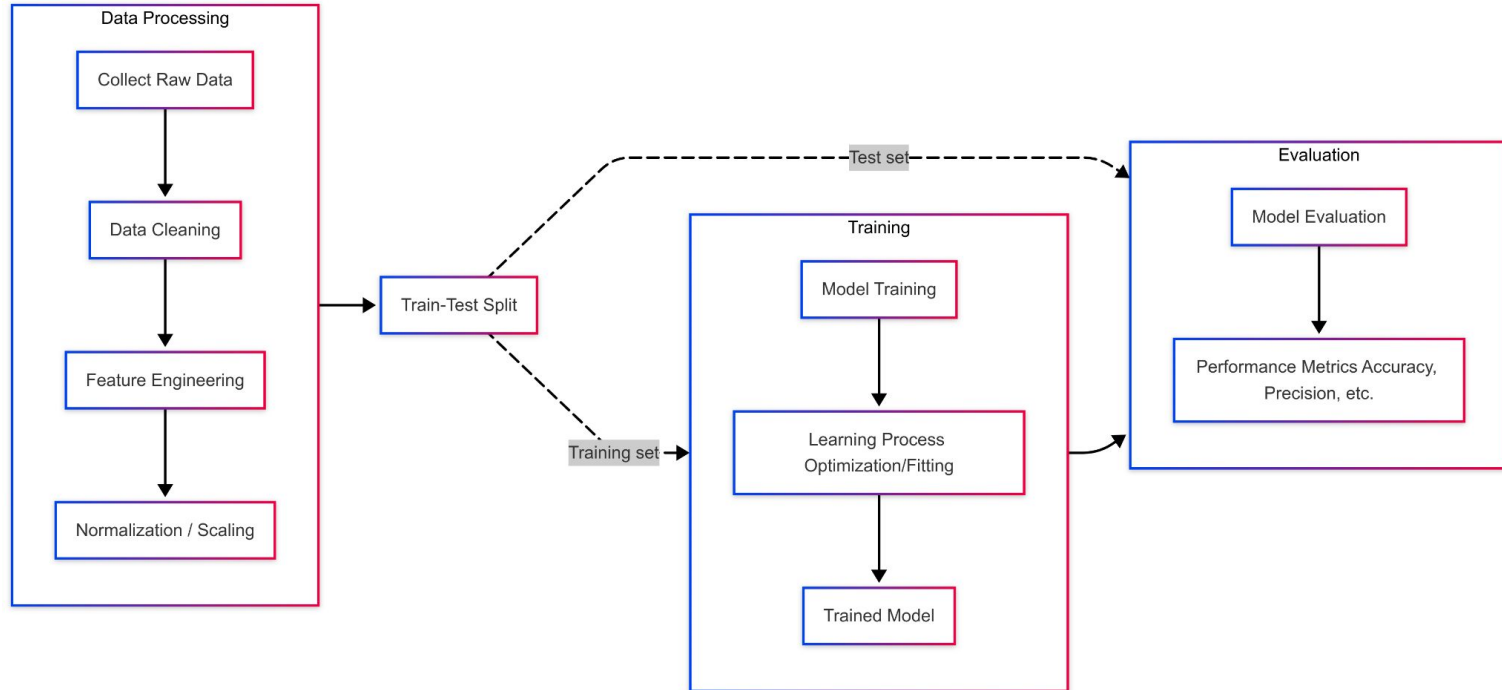 Data Processing
Collect Raw Data
Data Cleaning
Feature Engineering
Normalization / Scaling
Train-Test Split
Test set
Training set
Training
Model Training
Learning Process
Optimization/Fitting
Trained Model
Evaluation
Model Evaluation
Performance Metrics Accuracy,
Precision, etc.